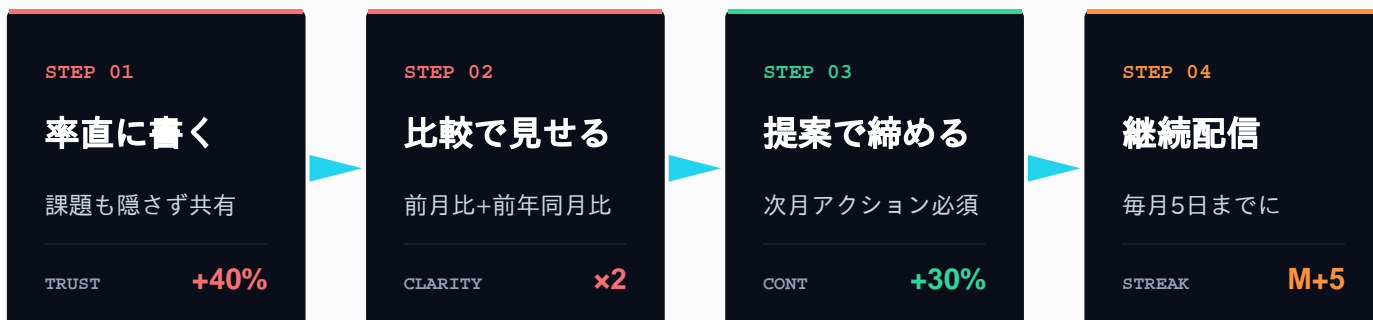 STEP 01
率直に書く
課題も隠さず共有
TRUST +40%
STEP 02
比較で見せる
前月比+前年同月比
CLARITY ×2
STEP 03
提案で締める
次月アクション必須
CONT +30%
STEP 04
継続配信
毎月5日までに
STREAK M+5